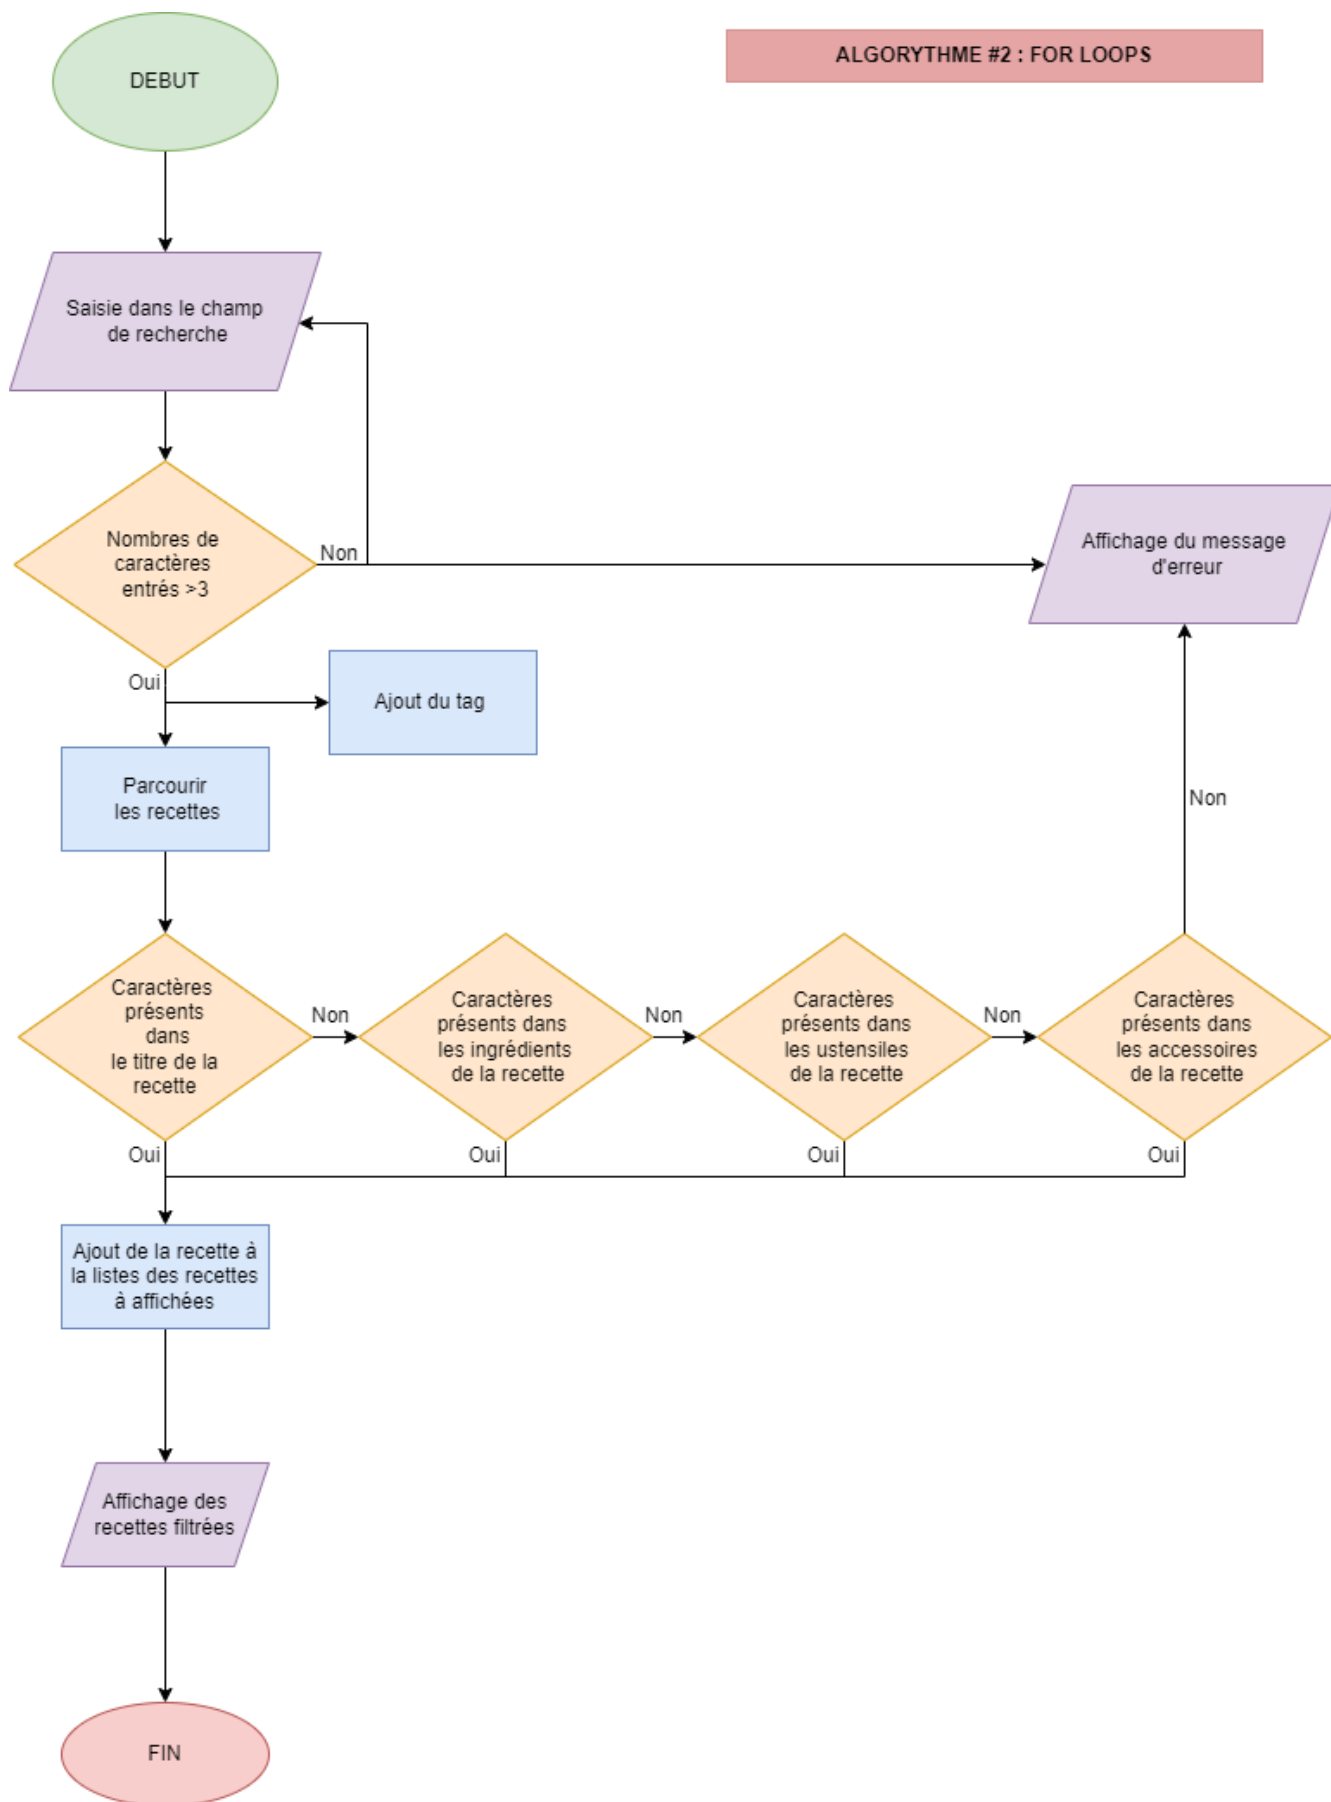 DEBUT
ALGORYTHME #2 : FOR LOOPS
Saisie dans le champ
de recherche
Nombres de
caractères
entrés >3
Non
Affichage du message
d'erreur
Oui
Ajout du tag
Parcourir
les recettes
Non
Caractères
présents
dans
le titre de la
recette
Non
Caractères
présents dans
les ingrédients
de la recette
Non
Caractères
présents dans
les ustensiles
de la recette
Non
Caractères
présents dans
les accessoires
de la recette
Oui
Oui
Oui
Oui
Ajout de la recette à
la listes des recettes
à affichées
Affichage des
recettes filtrées
FIN